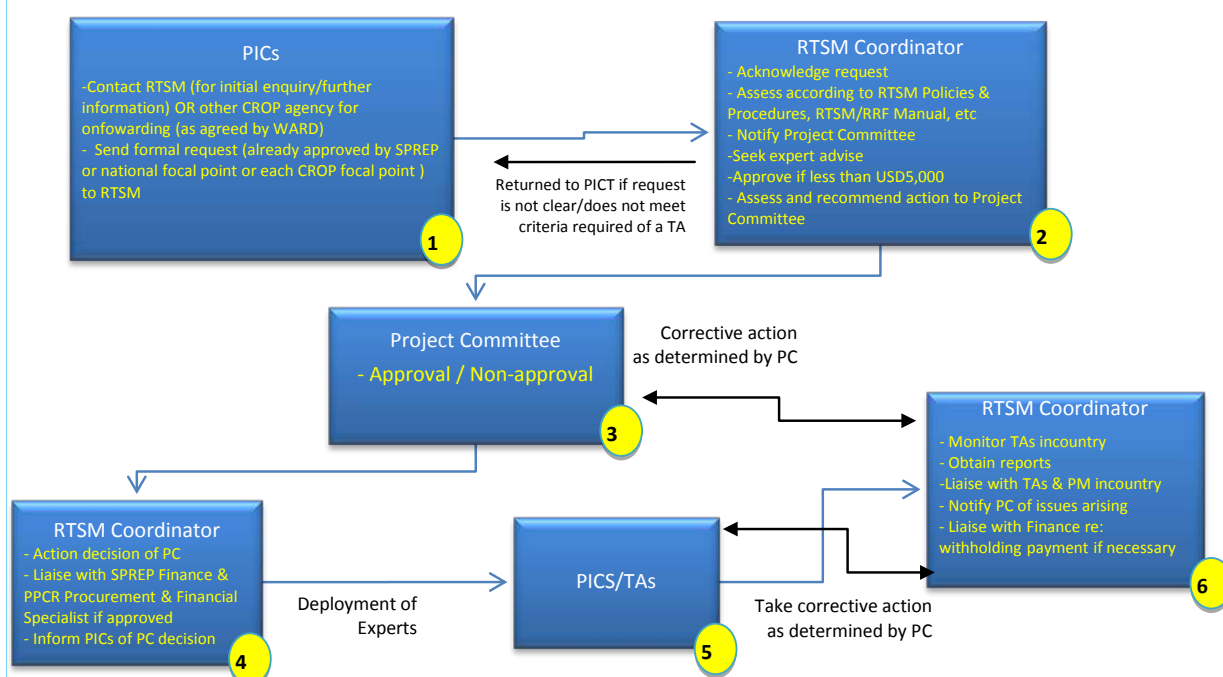 PICs
-Contact RTSM (for initial enquiry/further
information) OR other CROP agency for
onfowarding (as agreed by WARD)
- Send formal request (already approved by SPREP
or national focal point or each CROP focal point )
to RTSM
1
RTSM Coordinator
- Acknowledge request
- Assess according to RTSM Policies &
Procedures, RTSM/RRF Manual, etc
- Notify Project Committee
-Seek expert advise
-Approve if less than USD5,000
- Assess and recommend action to Project
Committee
2
Returned to PICT if request
is not clear/does not meet
criteria required of a TA
Project Committee
- Approval / Non-approval
3
Corrective action
as determined by PC
RTSM Coordinator
- Action decision of PC
- Liaise with SPREP Finance &
PPCR Procurement & Financial
Specialist if approved
- Inform PICs of PC decision
4
Deployment of
Experts
PICS/TAs
5
Take corrective action
as determined by PC
RTSM Coordinator
- Monitor TAs incountry
- Obtain reports
-Liaise with TAs & PM incountry
- Notify PC of issues arising
- Liaise with Finance re:
withholding payment if necessary
6